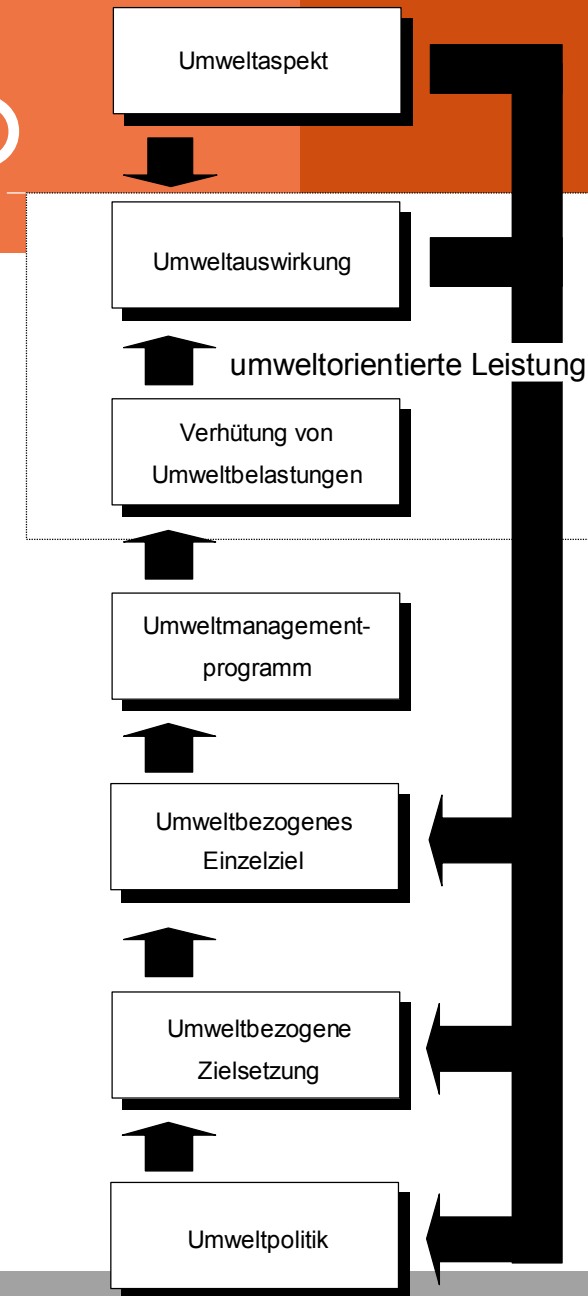 Umweltaspekt
Umweltauswirkung
umweltorientierte Leistung
Verhütung von
Umweltbelastungen
Umweltmanagement-
programm
Umweltbezogenes
Einzelziel
Umweltbezogene
Zielsetzung
Umweltpolitik